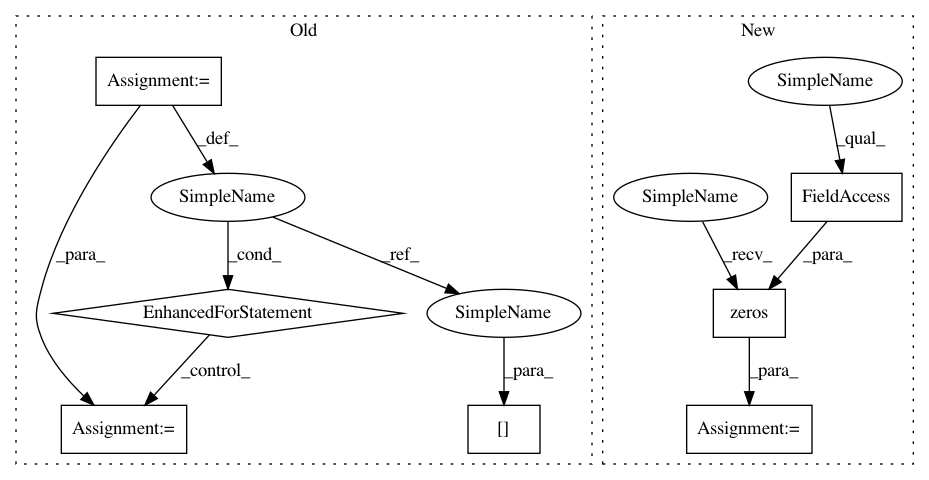 Old
New
Assignment:=
SimpleName
_def_
_qual_
SimpleName
SimpleName
FieldAccess
_para_
_cond_
_ref_
_recv_
_para_
EnhancedForStatement
SimpleName
zeros
_control_
_para_
_para_
Assignment:=
[]
Assignment:=